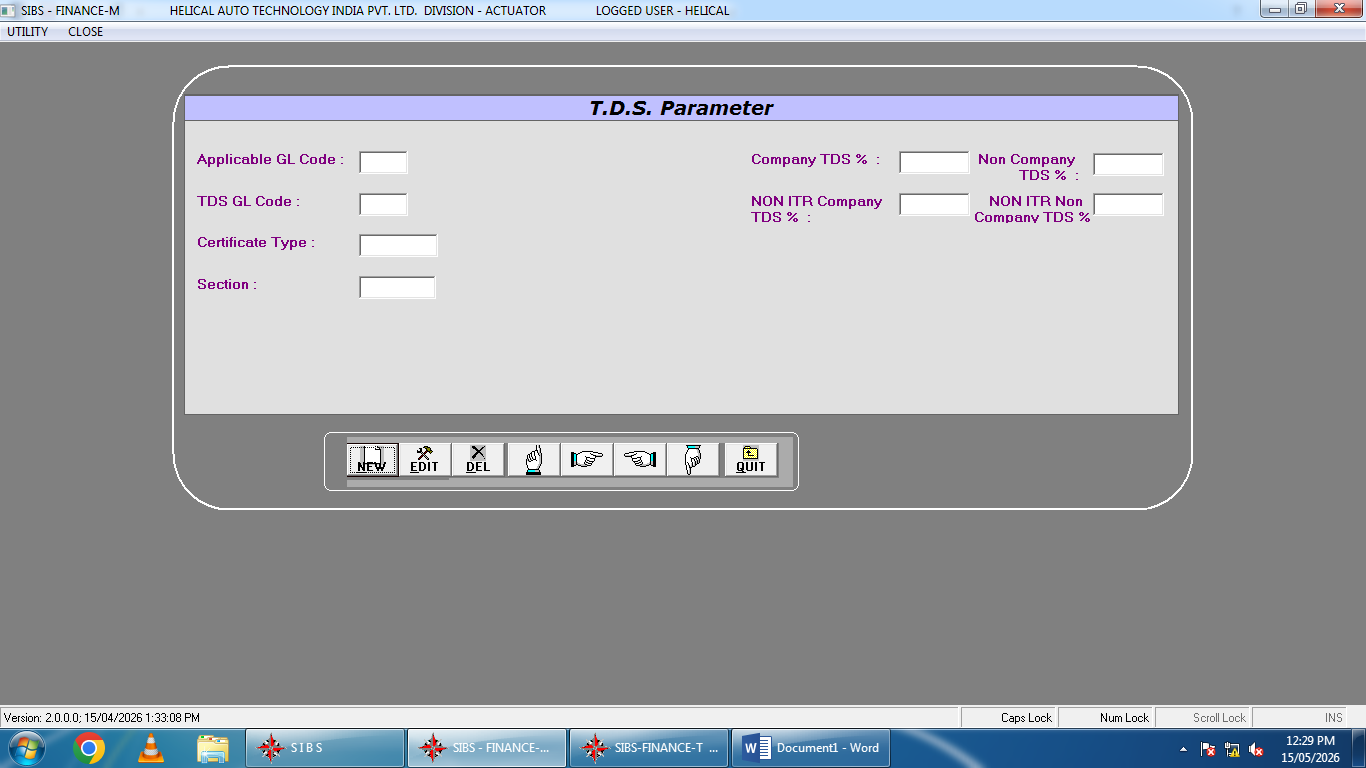 SIBS - FINANCE-M HELICAL AUTO TECHNOLOGY INDIA PVT. LTD. DIVISION - ACTUATOR LOGGED USER - HELICAL
UTILITY CLOSE
T.D.S. Parameter
Applicable GL Code :
Company TDS % :
Non Company
TDS % :
TDS GL Code :
NON ITR Company
TDS % :
NON ITR Non
Company TDS %
Certificate Type :
Section :
NEW EDIT DEL QUIT
Version: 2.0.0.0; 15/04/2026 1:33:08 PM Caps Lock Num Lock Scroll Lock INS
S I B S SIBS - FINANCE-... SIBS-FINANCE-T ... Document1 - Word
12:29 PM
15/05/2026